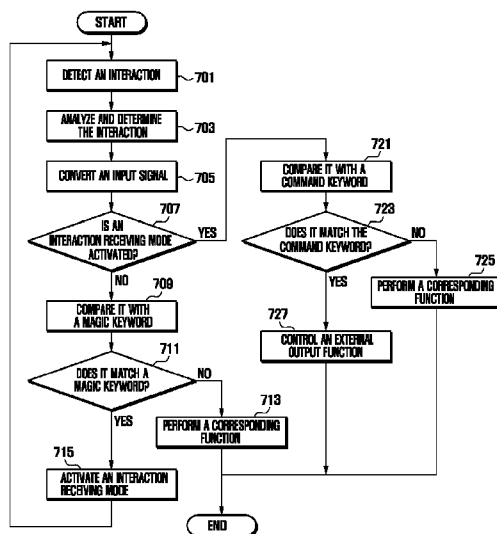 START
DETECT AN INTERACTION
701
ANALYZE AND DETERMINE
THE INTERACTION
703
CONVERT AN INPUT SIGNAL
705
707
IS AN
INTERACTION RECEIVING MODE
ACTIVATED?
YES
NO
709
COMPARE IT WITH
A MAGIC KEYWORD
711
DOES IT MATCH A
MAGIC KEYWORD?
NO
YES
713
PERFORM A CORRESPONDING
FUNCTION
715
ACTIVATE AN INTERACTION
RECEIVING MODE
721
COMPARE IT WITH A
COMMAND KEYWORD
723
DOES IT MATCH THE
COMMAND KEYWORD?
NO
YES
725
PERFORM A CORRESPONDING
FUNCTION
727
CONTROL AN EXTERNAL
OUTPUT FUNCTION
END